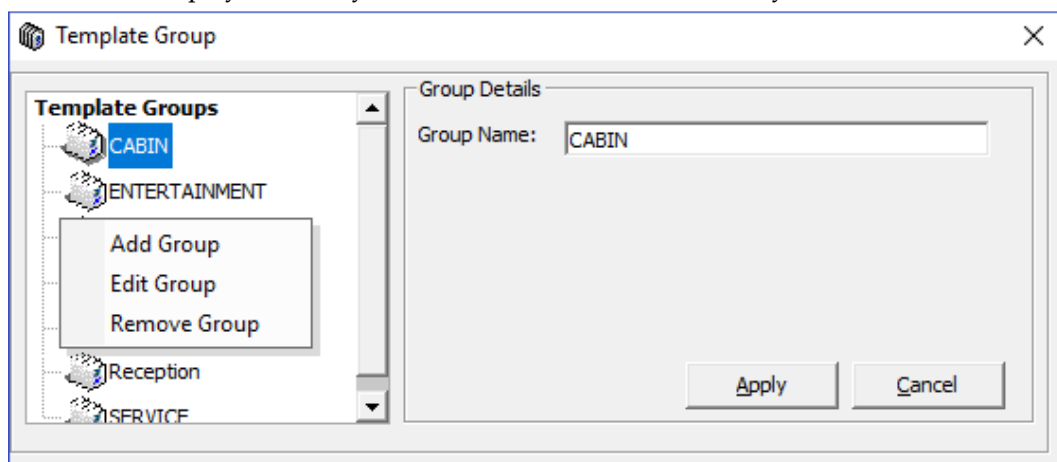 Template Group
Template Groups
CABIN
ENTERTAINMENT
Add Group
Edit Group
Remove Group
Reception
SERVICE
Group Details
Group Name: CABIN
Apply Cancel